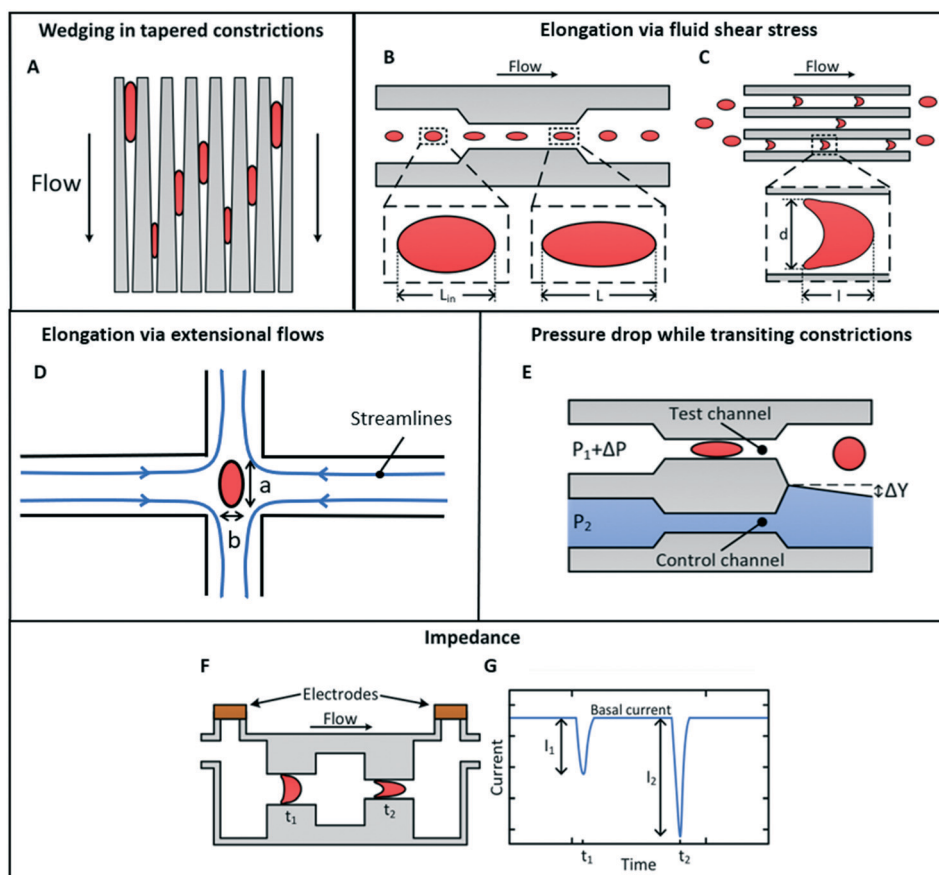 Wedging in tapered constrictions
A
Flow
Elongation via fluid shear stress
B
Flow
L_in
L
C
Flow
d
l
Elongation via extensional flows
D
Streamlines
a
b
Pressure drop while transiting constrictions
E
Test channel
P₁+ΔP
ΔY
P₂
Control channel
Impedance
F
Electrodes
Flow
t₁
t₂
G
Basal current
I₁
I₂
Current
t₁
t₂
Time